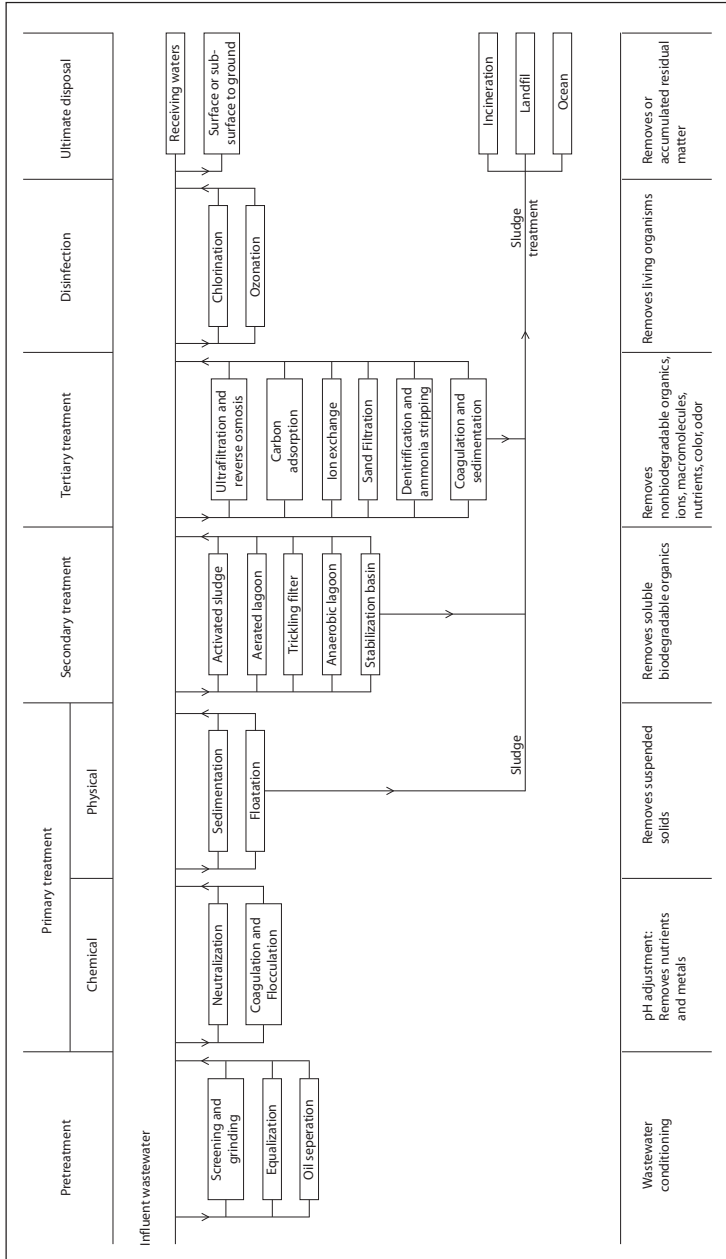 Pretreatment
Primary treatment
Chemical
Physical
Secondary treatment
Tertiary treatment
Disinfection
Ultimate disposal
Influent wastewater
Screening and
grinding
Equalization
Oil seperation
Neutralization
Coagulation and
Flocculation
Sedimentation
Floatation
Activated sludge
Aerated lagoon
Trickling filter
Anaerobic lagoon
Stabilization basin
Ultrafiltration and
reverse osmosis
Carbon
adsorption
Ion exchange
Sand Filtration
Denitrification and
ammonia stripping
Coagulation and
sedimentation
Chlorination
Ozonation
Receiving waters
Surface or sub-
surface to ground
Sludge
Sludge
treatment
Incineration
Landfil
Ocean
Wastewater
conditioning
pH adjustment:
Removes nutrients
and metals
Removes suspended
solids
Removes soluble
biodegradable organics
Removes
nonbiodegradable organics,
ions, macromolecules,
nutrients, color, odor
Removes living organisms
Removes or
accumulated residual
matter